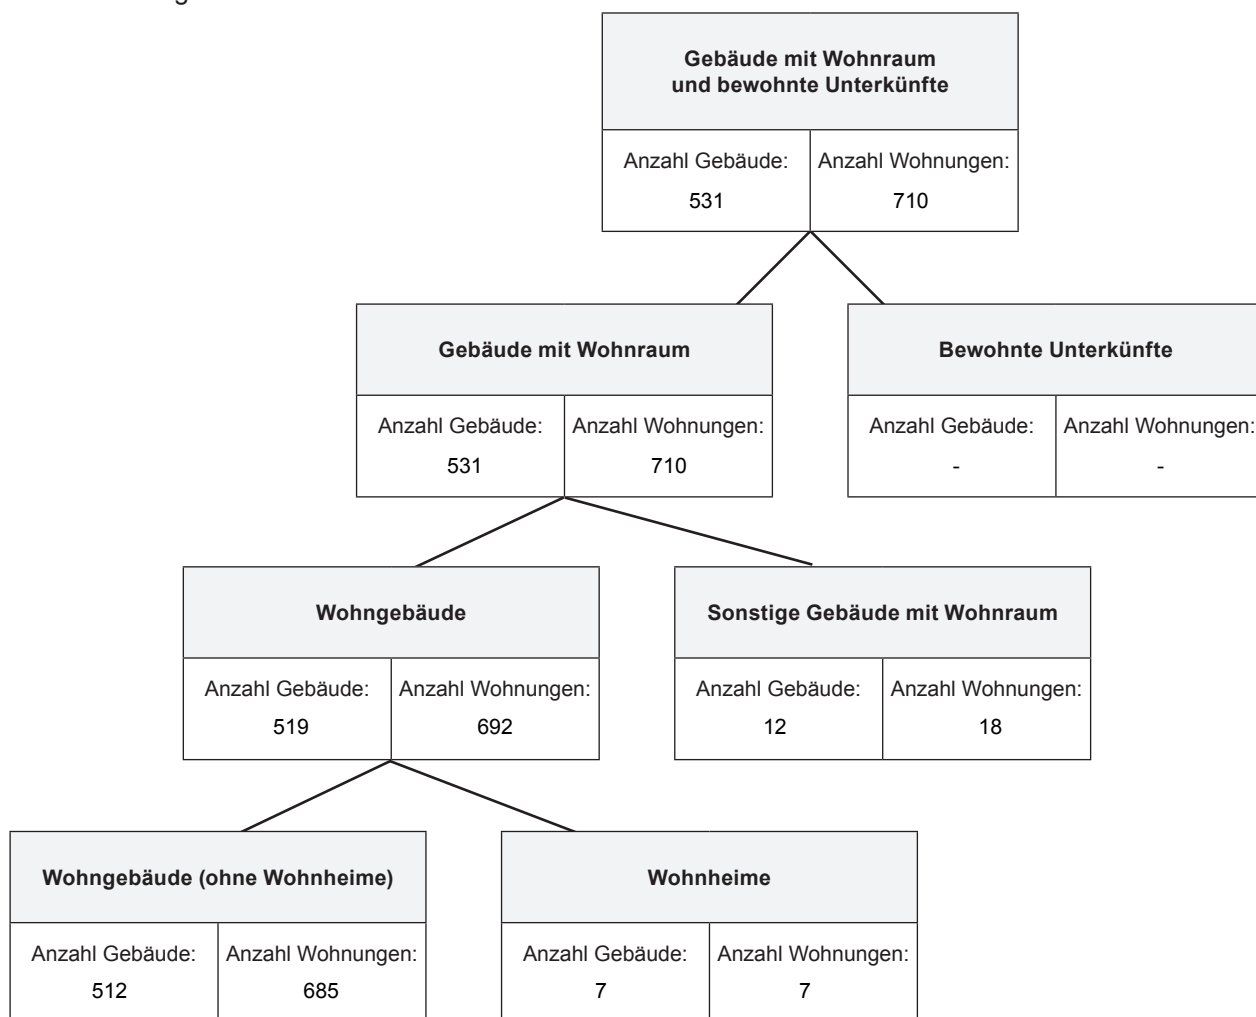 Gebäude mit Wohnraum
und bewohnte Unterkünfte
Anzahl Gebäude: Anzahl Wohnungen:
531 710
Gebäude mit Wohnraum
Bewohnte Unterkünfte
Anzahl Gebäude: Anzahl Wohnungen:
531 710
Anzahl Gebäude: Anzahl Wohnungen:
- -
Wohngebäude
Sonstige Gebäude mit Wohnraum
Anzahl Gebäude: Anzahl Wohnungen:
519 692
Anzahl Gebäude: Anzahl Wohnungen:
12 18
Wohngebäude (ohne Wohnheime)
Wohnheime
Anzahl Gebäude: Anzahl Wohnungen:
512 685
Anzahl Gebäude: Anzahl Wohnungen:
7 7